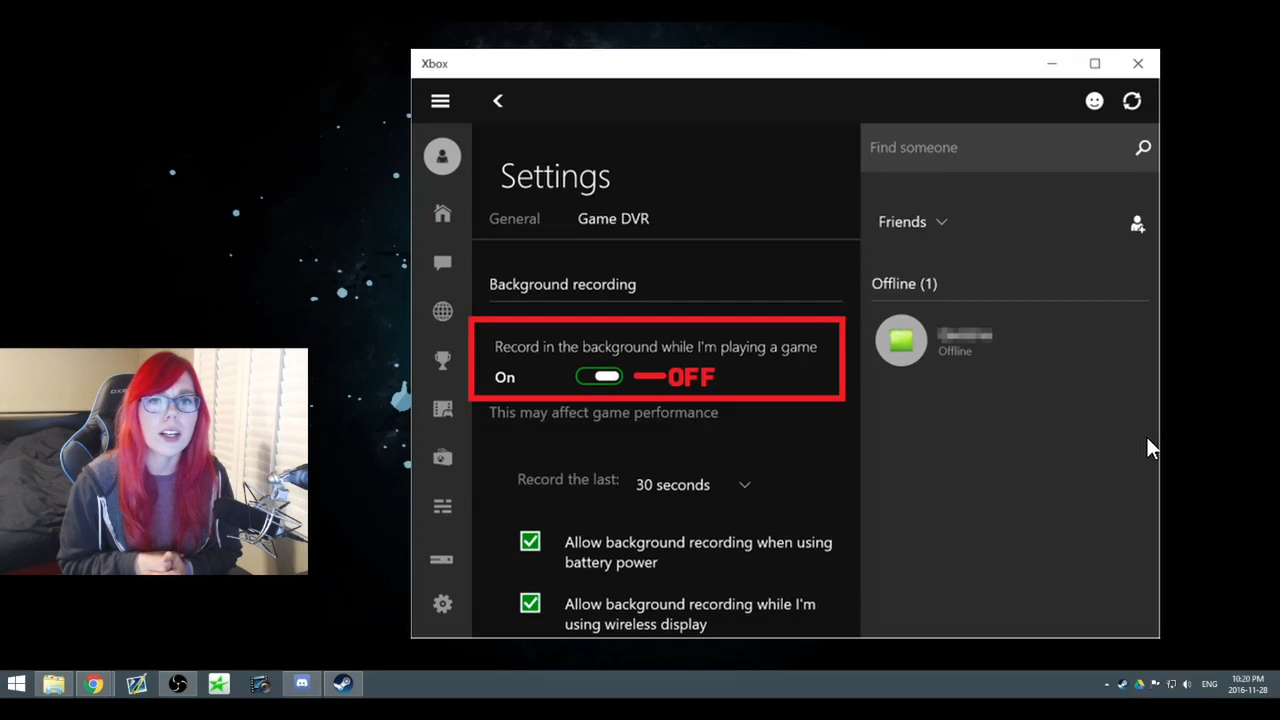 Xbox
Find someone
Settings
General
Game DVR
Friends
Background recording
Offline (1)
Record in the background while I'm playing a game
On
OFF
Offline
This may affect game performance
Record the last:
30 seconds
Allow background recording when using
battery power
Allow background recording while I'm
using wireless display
ENG
10:20 PM
2016-11-28